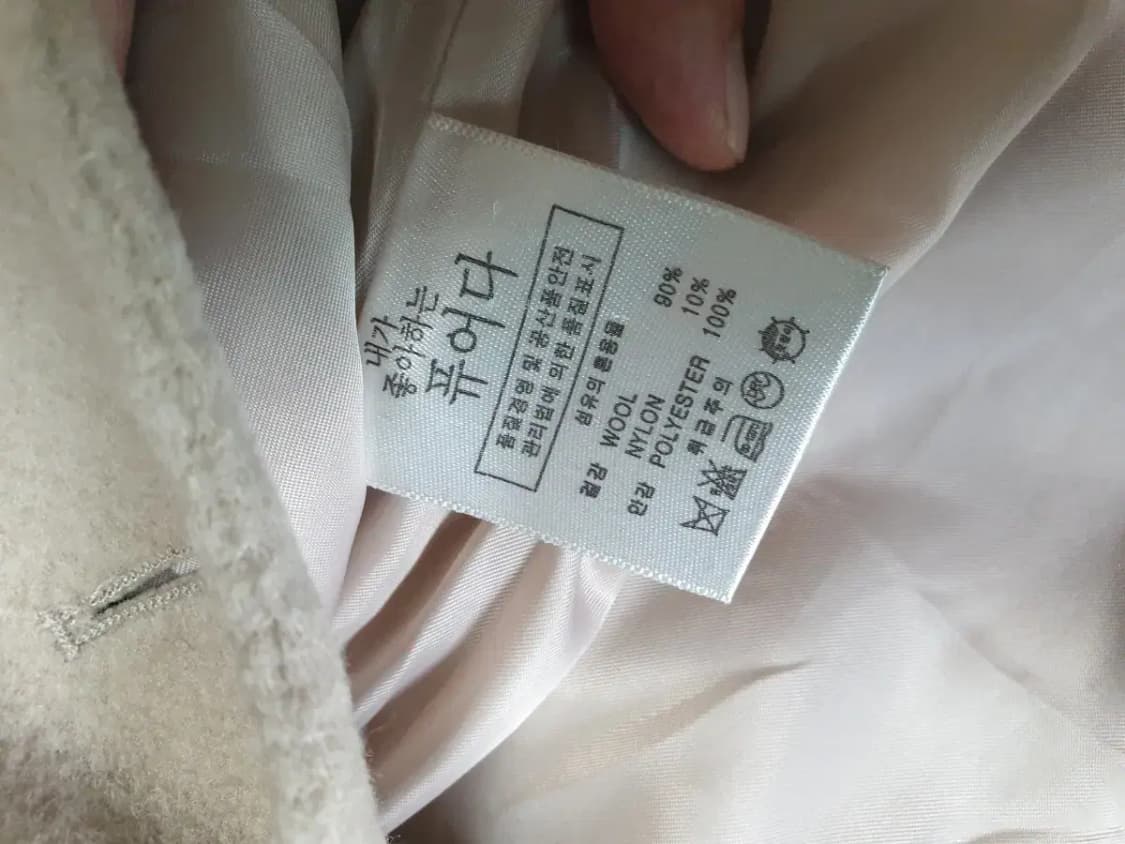 내가
좋아하는
퓨어다
품질경영 및 공산품안전
관리법에 의한 품질표시
섬유의 혼용율
겉감 WOOL 90%
NYLON 10%
안감 POLYESTER 100%
취급주의